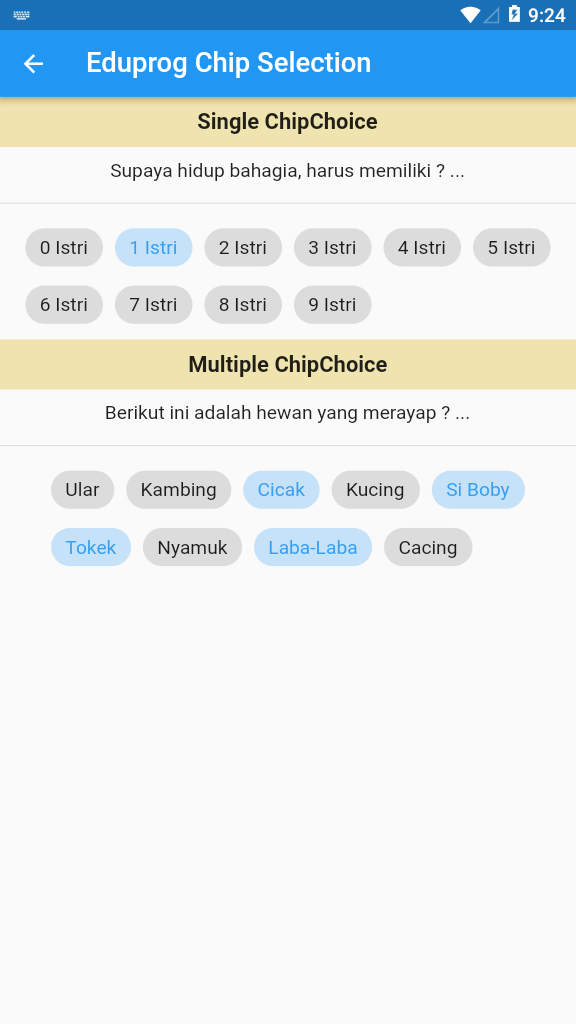 9:24
Eduprog Chip Selection
Single ChipChoice
Supaya hidup bahagia, harus memiliki ? ...
0 Istri 1 Istri 2 Istri 3 Istri 4 Istri 5 Istri
6 Istri 7 Istri 8 Istri 9 Istri
Multiple ChipChoice
Berikut ini adalah hewan yang merayap ? ...
Ular Kambing Cicak Kucing Si Boby
Tokek Nyamuk Laba-Laba Cacing